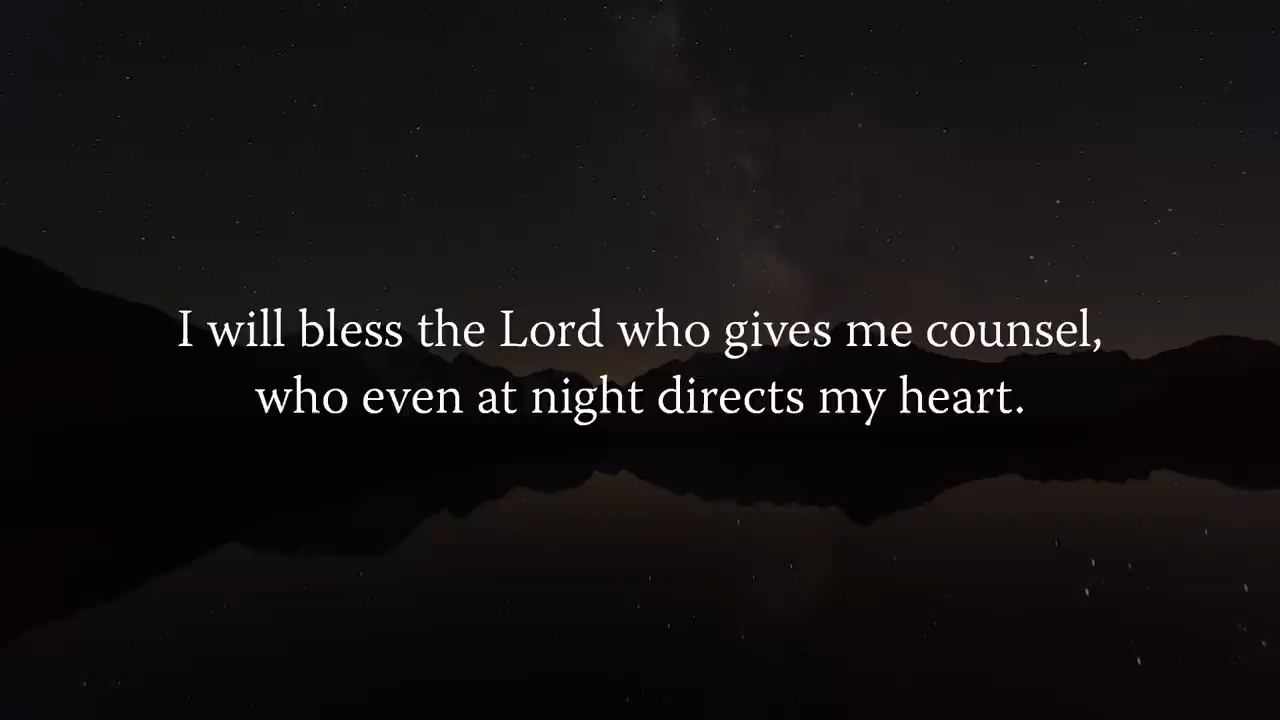 I will bless the Lord who gives me counsel,
who even at night directs my heart.